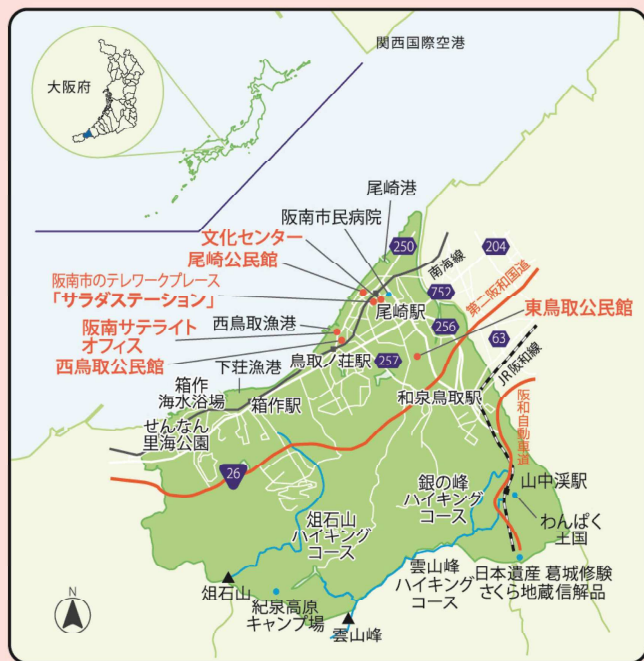 関西国際空港
大阪府
尾崎港
阪南市民病院
文化センター
尾崎公民館
250
南海線
204
阪南市のテレワークプレース
「サラダステーション」
752
第二阪和国道
尾崎駅
東鳥取公民館
阪南サテライト
オフィス
西鳥取漁港
256
63
西鳥取公民館
鳥取ノ荘駅
257
JR阪和線
下荘漁港
箱作
海水浴場
箱作駅
和泉鳥取駅
阪和自動車道
せんなん
里海公園
26
銀の峰
ハイキング
コース
山中渓駅
俎石山
ハイキング
コース
わんぱく
王国
雲山峰
ハイキング
コース
日本遺産 葛城修験
さくら地蔵信解品
俎石山
紀泉高原
キャンプ場
雲山峰
N